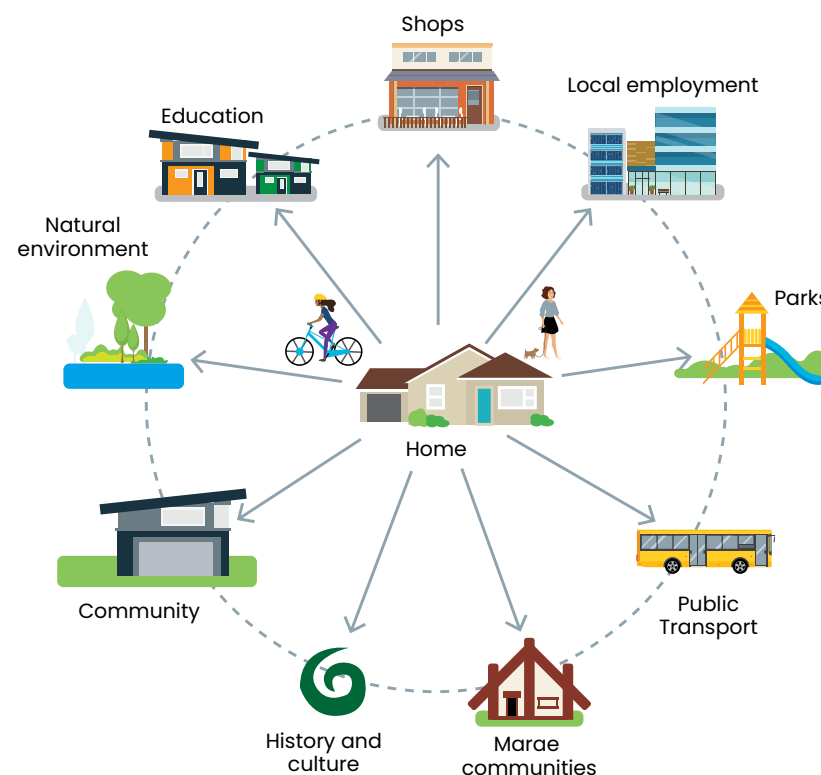 Shops
Local employment
Education
Natural
environment
Parks
Home
Community
Public
Transport
History and
culture
Marae
communities